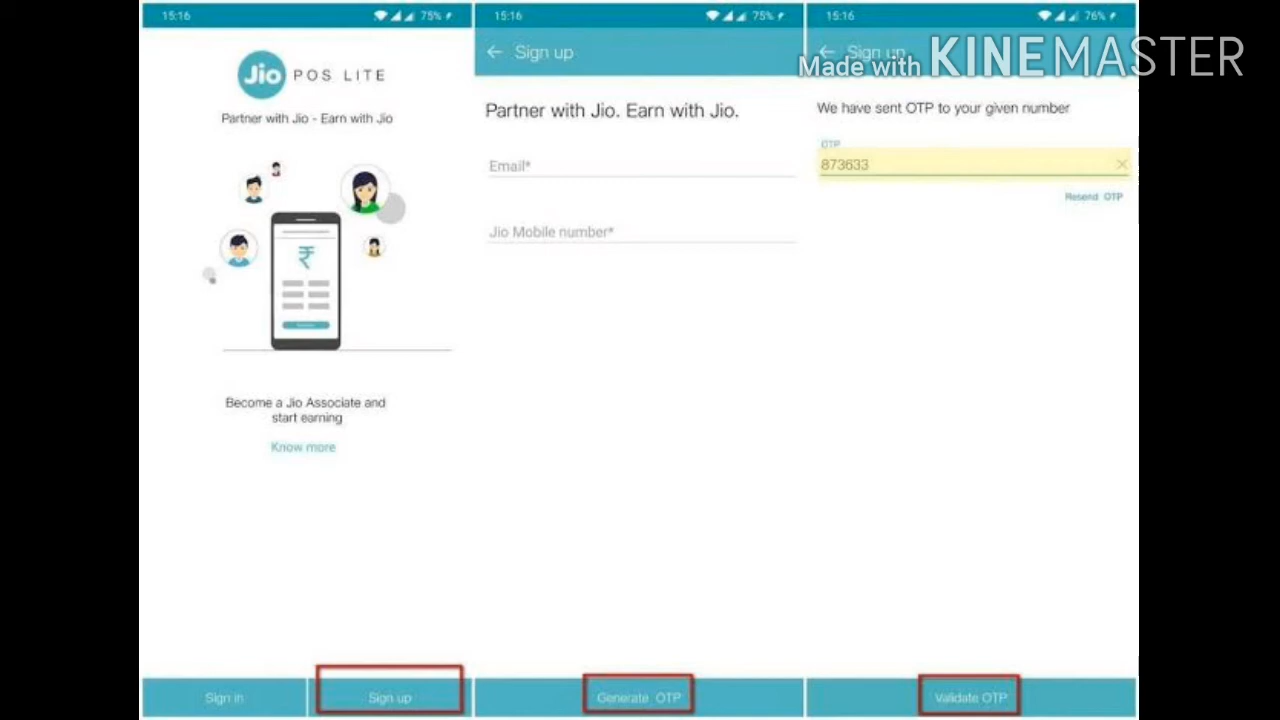 15:16
75%
Jio POS LITE
Partner with Jio - Earn with Jio
₹
Become a Jio Associate and
start earning
Know more
Sign in
Sign up
15:16
75%
Sign up
Partner with Jio. Earn with Jio.
Email*
Jio Mobile number*
Generate OTP
15:16
76%
Sign up
Made with KINEMASTER
We have sent OTP to your given number
OTP
873633
Resend OTP
Validate OTP